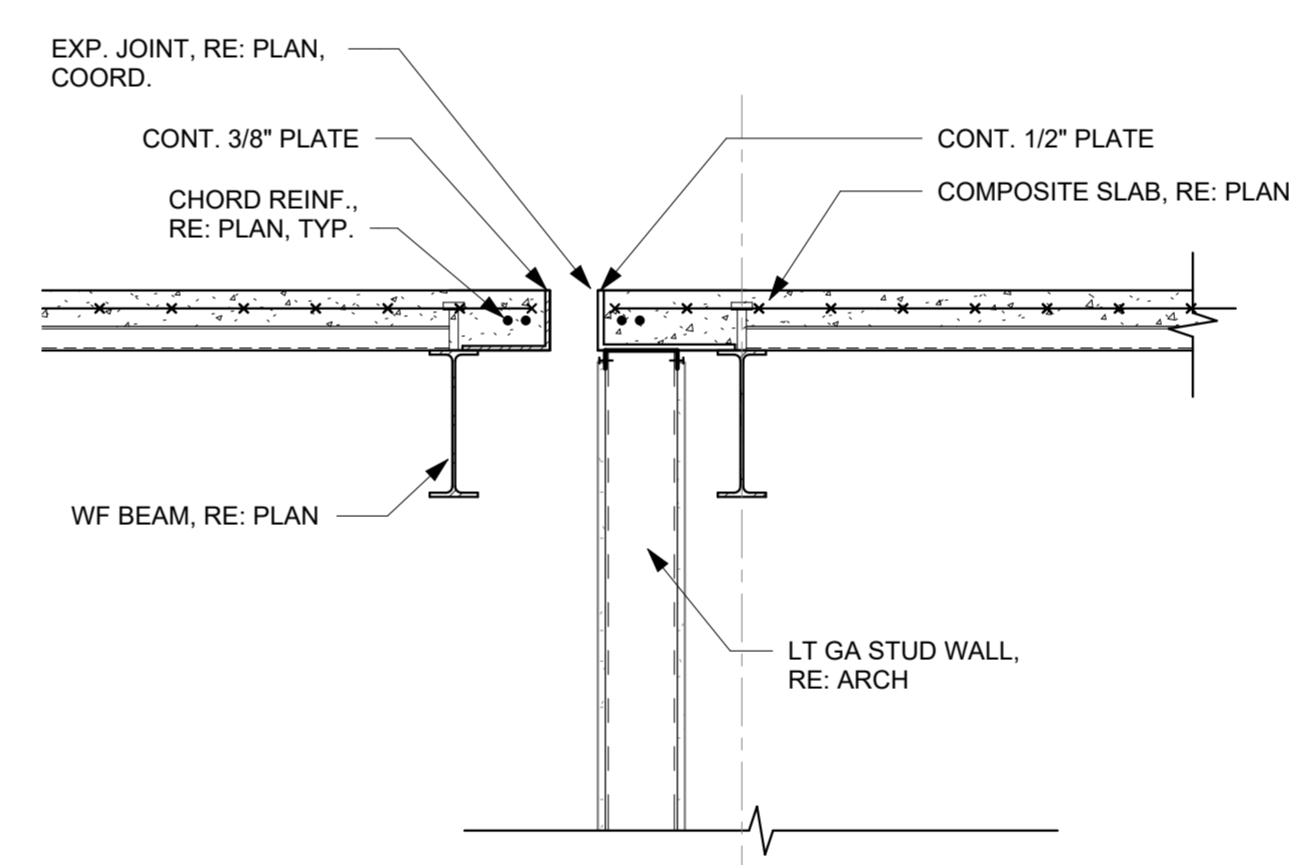 EXP. JOINT, RE: PLAN,
COORD.
CONT. 3/8" PLATE
CHORD REINF.,
RE: PLAN, TYP.
WF BEAM, RE: PLAN
CONT. 1/2" PLATE
COMPOSITE SLAB, RE: PLAN
LT GA STUD WALL,
RE: ARCH